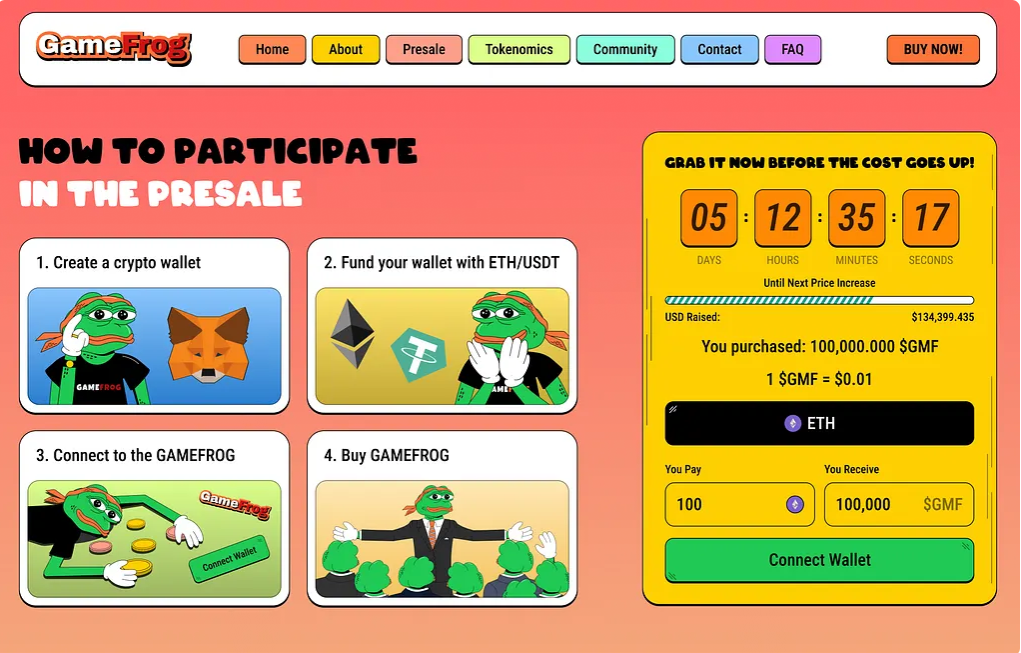 GameFrog
Home
About
Presale
Tokenomics
Community
Contact
FAQ
BUY NOW!
HOW TO PARTICIPATE
IN THE PRESALE
1. Create a crypto wallet
GAMEFROG
2. Fund your wallet with ETH/USDT
3. Connect to the GAMEFROG
GameFrog
Connect Wallet
4. Buy GAMEFROG
GRAB IT NOW BEFORE THE COST GOES UP!
05 : 12 : 35 : 17
DAYS HOURS MINUTES SECONDS
Until Next Price Increase
USD Raised: $134,399.435
You purchased: 100,000.000 $GMF
1 $GMF = $0.01
ETH
You Pay You Receive
100 100,000 $GMF
Connect Wallet